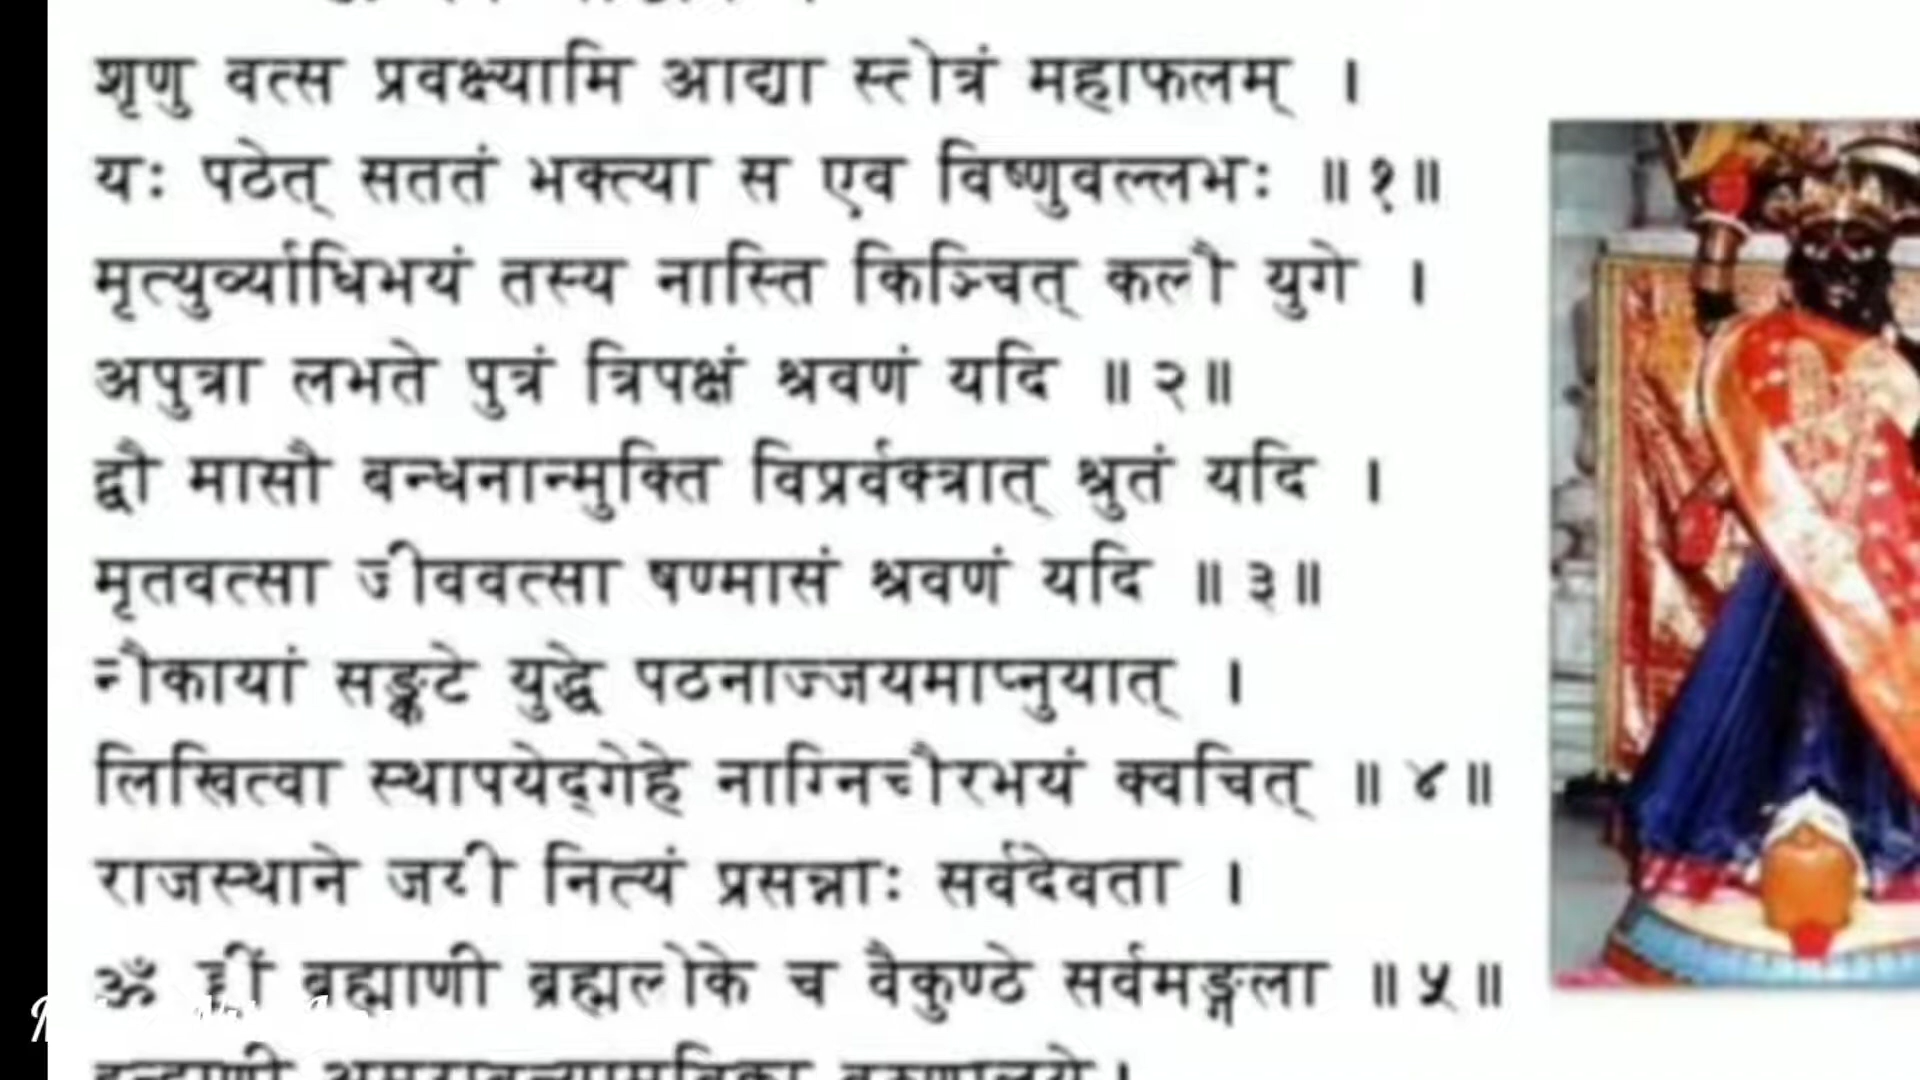 शृणु वत्स प्रवक्ष्यामि आद्या स्तोत्रं महाफलम् ।
यः पठेत् सततं भक्त्या स एव विष्णुवल्लभः ॥१॥
मृत्युर्व्याधिभयं तस्य नास्ति किञ्चित् कलौ युगे ।
अपुत्रा लभते पुत्रं त्रिपक्षं श्रवणं यदि ॥२॥
द्वौ मासौ बन्धनान्मुक्ति विप्रर्वक्त्रात् श्रुतं यदि ।
मृतवत्सा जीववत्सा षण्मासं श्रवणं यदि ॥३॥
नौकायां सङ्कटे युद्धे पठनाज्जयमाप्नुयात् ।
लिखित्वा स्थापयेद्गेहे नाग्निचौरभयं क्वचित् ॥४॥
राजस्थाने जयी नित्यं प्रसन्नाः सर्वदेवता ।
ॐ ह्रीं ब्रह्माणी ब्रह्मलोके च वैकुण्ठे सर्वमङ्गला ॥५॥